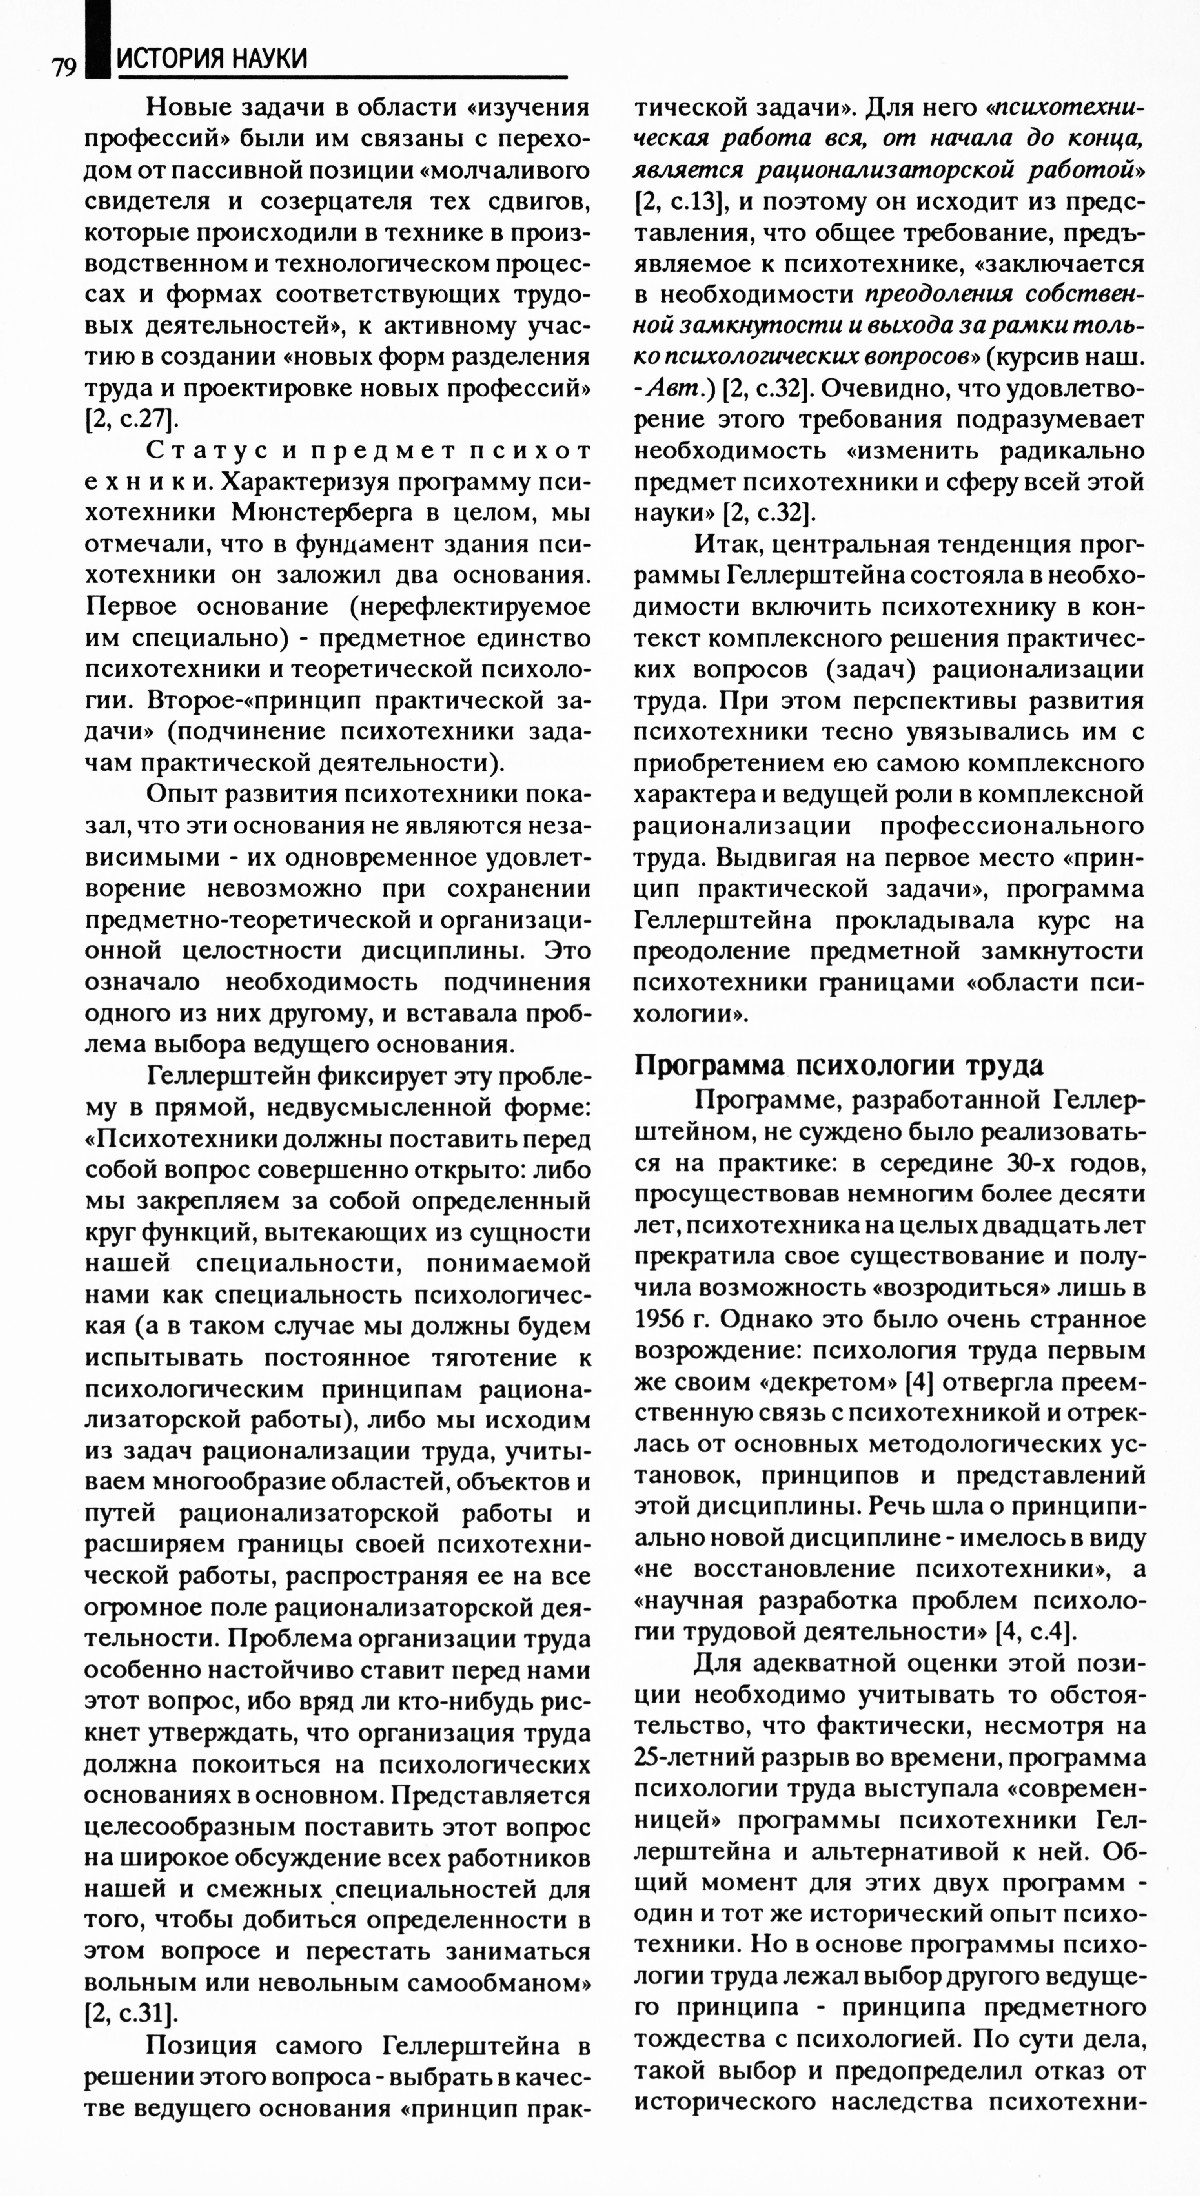 79
ИСТОРИЯ НАУКИ
Новые задачи в области «изучения
профессий» были им связаны с перехо-
дом от пассивной позиции «молчаливого
свидетеля и созерцателя тех сдвигов,
которые происходили в технике в произ-
водственном и технологическом процес-
сах и формах соответствующих трудо-
вых деятельностей», к активному учас-
тию в создании «новых форм разделения
труда и проектировке новых профессий»
[2, с.27].
С т а т у с и п р е д м е т п с и х о т
е х н и к и. Характеризуя программу пси-
хотехники Мюнстерберга в целом, мы
отмечали, что в фундамент здания пси-
хотехники он заложил два основания.
Первое основание (нерефлектируемое
им специально) - предметное единство
психотехники и теоретической психоло-
гии. Второе-«принцип практической за-
дачи» (подчинение психотехники зада-
чам практической деятельности).
Опыт развития психотехники пока-
зал, что эти основания не являются неза-
висимыми - их одновременное удовлет-
ворение невозможно при сохранении
предметно-теоретической и организаци-
онной целостности дисциплины. Это
означало необходимость подчинения
одного из них другому, и вставала проб-
лема выбора ведущего основания.
Геллерштейн фиксирует эту пробле-
му в прямой, недвусмысленной форме:
«Психотехники должны поставить перед
собой вопрос совершенно открыто: либо
мы закрепляем за собой определенный
круг функций, вытекающих из сущности
нашей специальности, понимаемой
нами как специальность психологичес-
кая (а в таком случае мы должны будем
испытывать постоянное тяготение к
психологическим принципам рациона-
лизаторской работы), либо мы исходим
из задач рационализации труда, учиты-
ваем многообразие областей, объектов и
путей рационализаторской работы и
расширяем границы своей психотехни-
ческой работы, распространяя ее на все
огромное поле рационализаторской дея-
тельности. Проблема организации труда
особенно настойчиво ставит перед нами
этот вопрос, ибо вряд ли кто-нибудь рис-
кнет утверждать, что организация труда
должна покоиться на психологических
основаниях в основном. Представляется
целесообразным поставить этот вопрос
на широкое обсуждение всех работников
нашей и смежных специальностей для
того, чтобы добиться определенности в
этом вопросе и перестать заниматься
вольным или невольным самообманом»
[2, с.31].
Позиция самого Геллерштейна в
решении этого вопроса - выбрать в качес-
тве ведущего основания «принцип прак-
тической задачи». Для него «психотехни-
ческая работа вся, от начала до конца,
является рационализаторской работой»
[2, с.13], и поэтому он исходит из предс-
тавления, что общее требование, предъ-
являемое к психотехнике, «заключается
в необходимости преодоления собствен-
ной замкнутости и выхода за рамки толь-
ко психологических вопросов» (курсив наш.
- Авт.) [2, с.32]. Очевидно, что удовлетво-
рение этого требования подразумевает
необходимость «изменить радикально
предмет психотехники и сферу всей этой
науки» [2, с.32].
Итак, центральная тенденция прог-
раммы Геллерштейна состояла в необхо-
димости включить психотехнику в кон-
текст комплексного решения практичес-
ких вопросов (задач) рационализации
труда. При этом перспективы развития
психотехники тесно увязывались им с
приобретением ею самою комплексного
характера и ведущей роли в комплексной
рационализации профессионального
труда. Выдвигая на первое место «прин-
цип практической задачи», программа
Геллерштейна прокладывала курс на
преодоление предметной замкнутости
психотехники границами «области пси-
хологии».
Программа психологии труда
Программе, разработанной Геллер-
штейном, не суждено было реализовать-
ся на практике: в середине 30-х годов,
просуществовав немногим более десяти
лет, психотехника на целых двадцать лет
прекратила свое существование и полу-
чила возможность «возродиться» лишь в
1956 г. Однако это было очень странное
возрождение: психология труда первым
же своим «декретом» [4] отвергла преем-
ственную связь с психотехникой и отрек-
лась от основных методологических ус-
тановок, принципов и представлений
этой дисциплины. Речь шла о принципи-
ально новой дисциплине - имелось в виду
«не восстановление психотехники», а
«научная разработка проблем психоло-
гии трудовой деятельности» [4, с.4].
Для адекватной оценки этой пози-
ции необходимо учитывать то обстоя-
тельство, что фактически, несмотря на
25-летний разрыв во времени, программа
психологии труда выступала «современ-
ницей» программы психотехники Гел-
лерштейна и альтернативой к ней. Об-
щий момент для этих двух программ -
один и тот же исторический опыт психо-
техники. Но в основе программы психо-
логии труда лежал выбор другого ведуще-
го принципа - принципа предметного
тождества с психологией. По сути дела,
такой выбор и предопределил отказ от
исторического наследства психотехни-